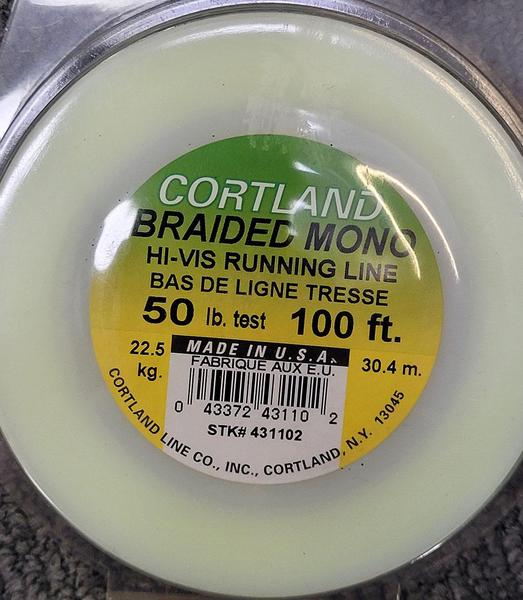 CORTLAND
BRAIDED MONO
HI-VIS RUNNING LINE
BAS DE LIGNE TRESSE
50 lb. test 100 ft.
22.5 kg.
MADE IN U.S.A.
30.4 m.
FABRIQUE AUX E.U.
0 43372 43110 2
STK# 431102
CORTLAND LINE CO., INC., CORTLAND, N.Y. 13045